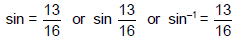 sin = 13/16 or sin 13/16 or sin⁻¹ = 13/16